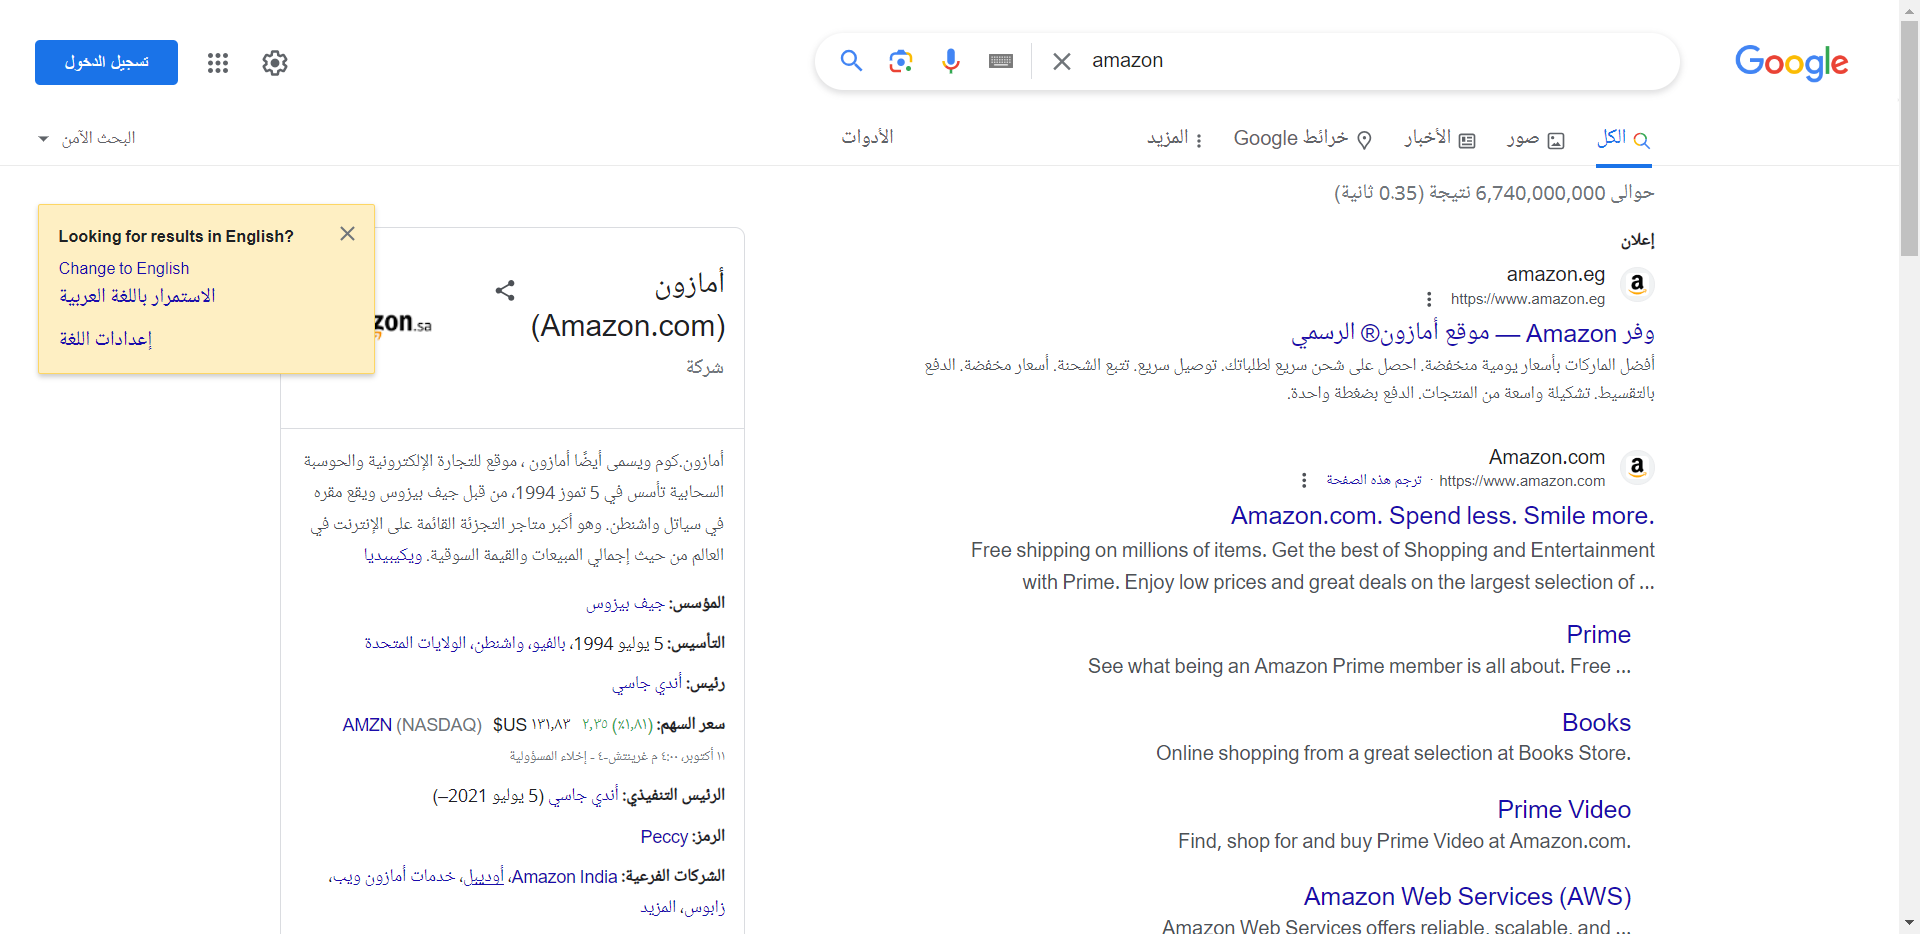 Google
amazon
تسجيل الدخول
الكل
صور
الأخبار
خرائط Google
المزيد
الأدوات
البحث الآمن
حوالى 6,740,000,000 نتيجة (0.35 ثانية)
إعلان
amazon.eg
https://www.amazon.eg
وفر Amazon — موقع أمازون® الرسمي
أفضل الماركات بأسعار يومية منخفضة. احصل على شحن سريع لطلباتك. توصيل سريع. تتبع الشحنة. أسعار مخفضة. الدفع
بالتقسيط. تشكيلة واسعة من المنتجات. الدفع بضغطة واحدة.
Amazon.com
https://www.amazon.com · ترجم هذه الصفحة
Amazon.com. Spend less. Smile more.
Free shipping on millions of items. Get the best of Shopping and Entertainment
with Prime. Enjoy low prices and great deals on the largest selection of ...
Prime
See what being an Amazon Prime member is all about. Free ...
Books
Online shopping from a great selection at Books Store.
Prime Video
Find, shop for and buy Prime Video at Amazon.com.
Amazon Web Services (AWS)
Amazon Web Services offers reliable, scalable, and ...
Looking for results in English?
Change to English
الاستمرار باللغة العربية
إعدادات اللغة
أمازون
(Amazon.com)
شركة
zon.sa
أمازون.كوم ويسمى أيضًا أمازون ، موقع للتجارة الإلكترونية والحوسبة
السحابية تأسس في 5 تموز 1994، من قبل جيف بيزوس ويقع مقره
في سياتل واشنطن. وهو أكبر متاجر التجزئة القائمة على الإنترنت في
العالم من حيث إجمالي المبيعات والقيمة السوقية. ويكيبيديا
المؤسس: جيف بيزوس
التأسيس: 5 يوليو 1994، بالفيو، واشنطن، الولايات المتحدة
رئيس: أندي جاسي
سعر السهم: AMZN (NASDAQ) $US ١٣١٫٨٣ ٢٫٣٥ (١٫٨١٪)
١١ أكتوبر، ٤:٠٠ م غرينتش-٤ - إخلاء المسؤولية
الرئيس التنفيذي: أندي جاسي (5 يوليو 2021–)
الرمز: Peccy
الشركات الفرعية: Amazon India، أوديبل، خدمات أمازون ويب،
زابوس، المزيد